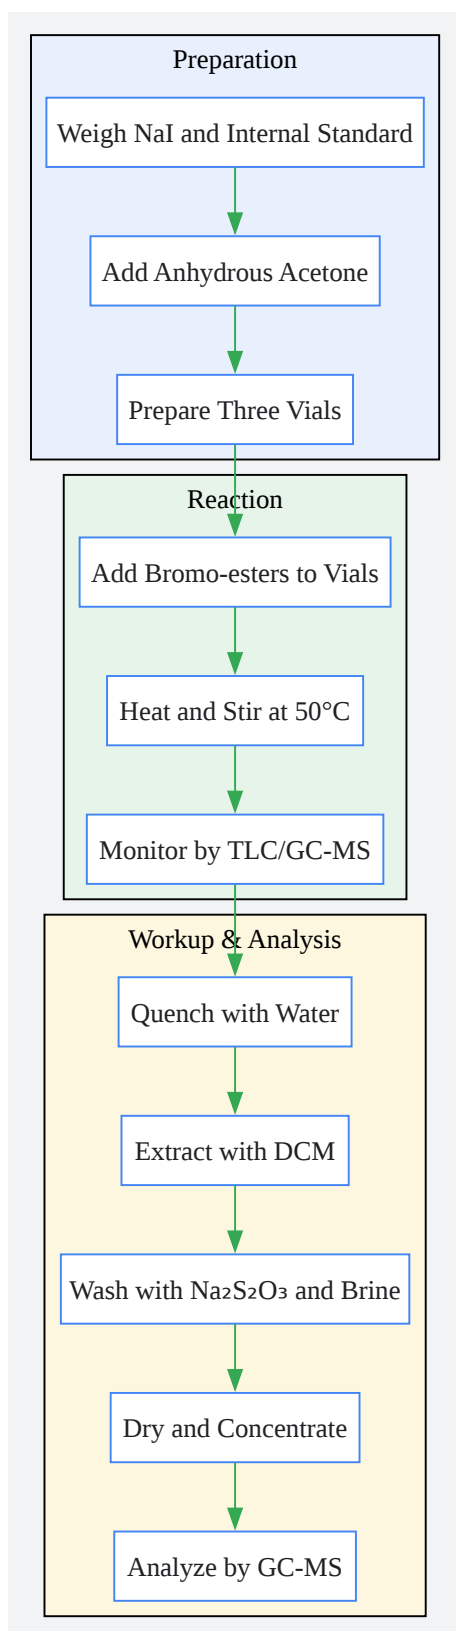 Preparation
Weigh NaI and Internal Standard
Add Anhydrous Acetone
Prepare Three Vials
Reaction
Add Bromo-esters to Vials
Heat and Stir at 50°C
Monitor by TLC/GC-MS
Workup & Analysis
Quench with Water
Extract with DCM
Wash with Na₂S₂O₃ and Brine
Dry and Concentrate
Analyze by GC-MS